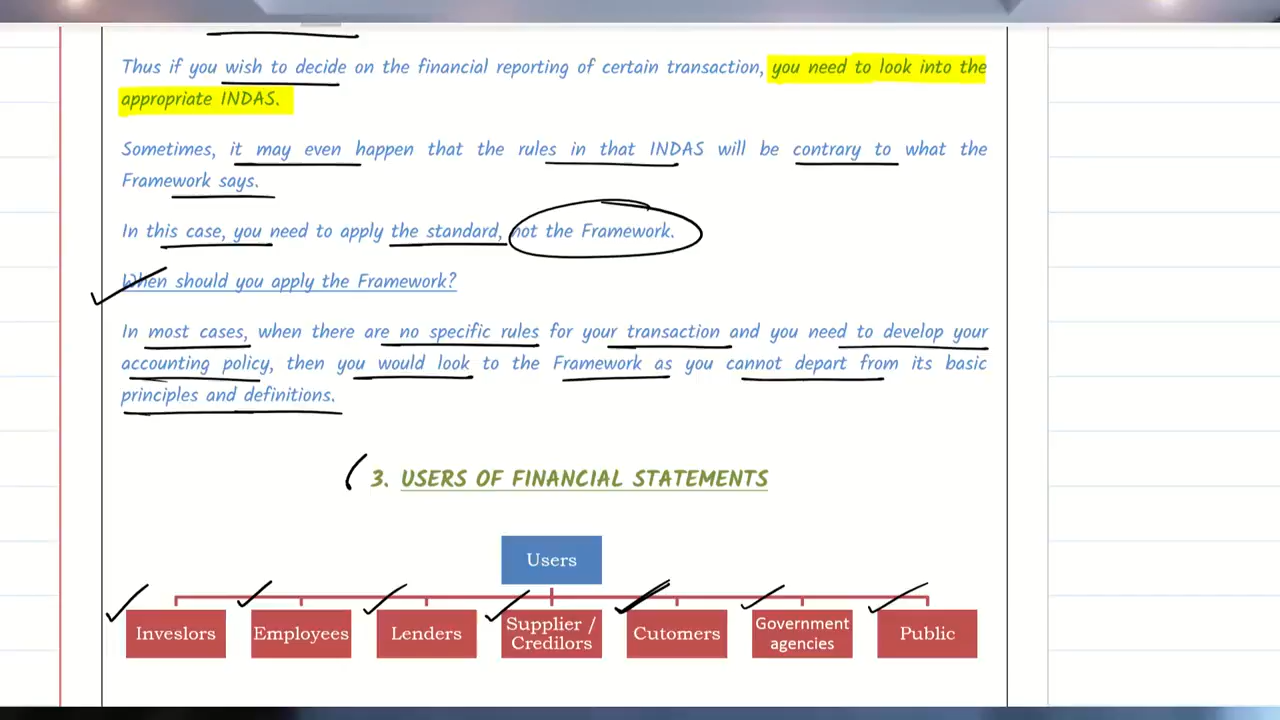 Thus if you wish to decide on the financial reporting of certain transaction, you need to look into the
appropriate INDAS.
Sometimes, it may even happen that the rules in that INDAS will be contrary to what the
Framework says.
In this case, you need to apply the standard, not the Framework.
When should you apply the Framework?
In most cases, when there are no specific rules for your transaction and you need to develop your
accounting policy, then you would look to the Framework as you cannot depart from its basic
principles and definitions.
3. USERS OF FINANCIAL STATEMENTS
Users
Inveslors
Employees
Lenders
Supplier /
Credilors
Cutomers
Government
agencies
Public